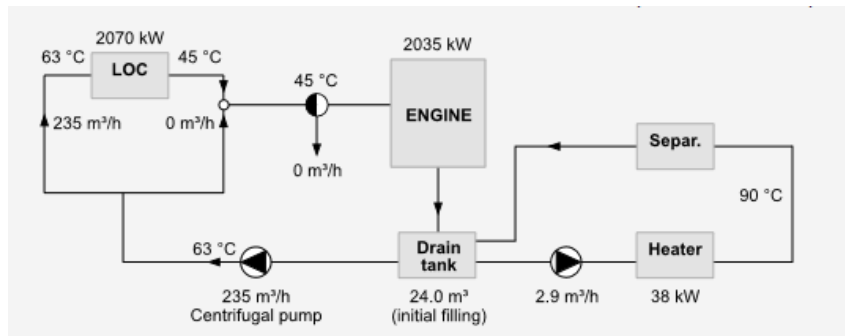 2070 kW
63 °C
45 °C
LOC
235 m³/h
0 m³/h
45 °C
0 m³/h
2035 kW
ENGINE
Separ.
90 °C
63 °C
Drain
tank
Heater
235 m³/h
Centrifugal pump
24.0 m³
(initial filling)
2.9 m³/h
38 kW